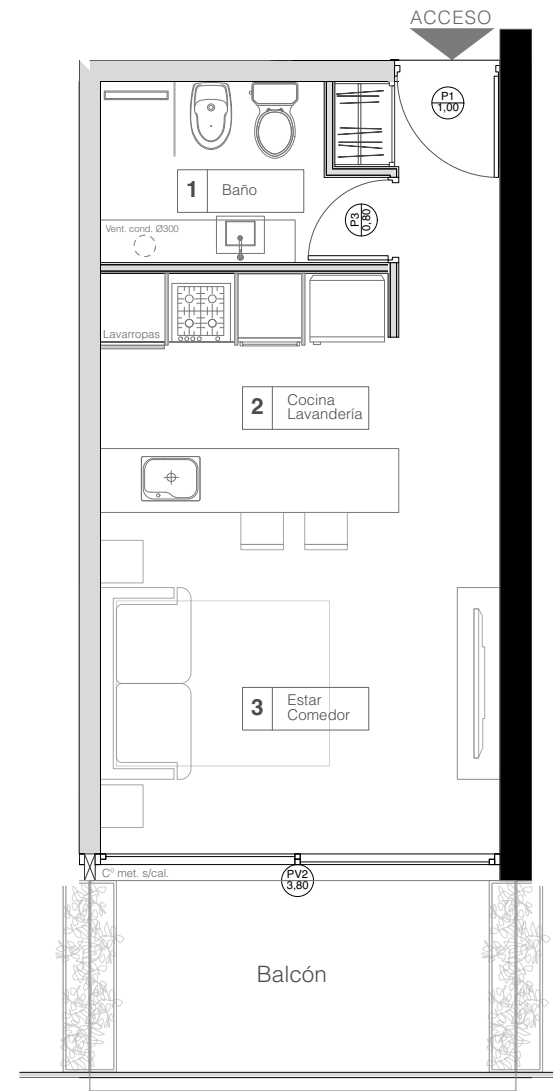 ACCESO
P1
1,00
1
Baño
P3
0,80
Vent. cond. Ø300
Lavarropas
2
Cocina
Lavandería
3
Estar
Comedor
Cº met. s/cal.
PV2
3,80
Balcón